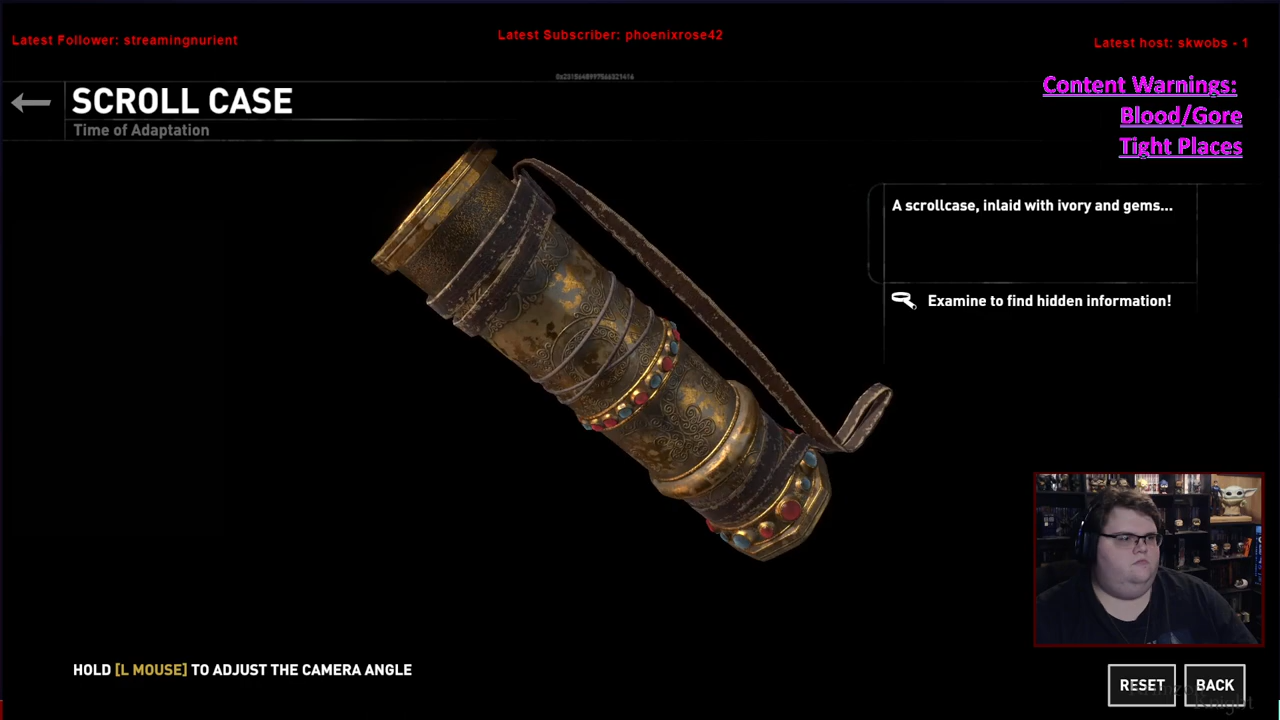 Latest Follower: streamingnurient
Latest Subscriber: phoenixrose42
Latest host: skwobs - 1
SCROLL CASE
Time of Adaptation
Content Warnings:
Blood/Gore
Tight Places
A scrollcase, inlaid with ivory and gems...
Examine to find hidden information!
HOLD [L MOUSE] TO ADJUST THE CAMERA ANGLE
RESET
BACK